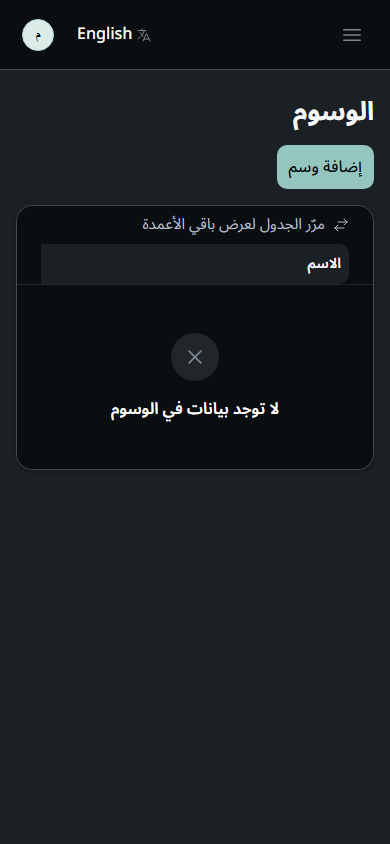 English
م
الوسوم
إضافة وسم
مرّر الجدول لعرض باقي الأعمدة
الاسم
لا توجد بيانات في الوسوم